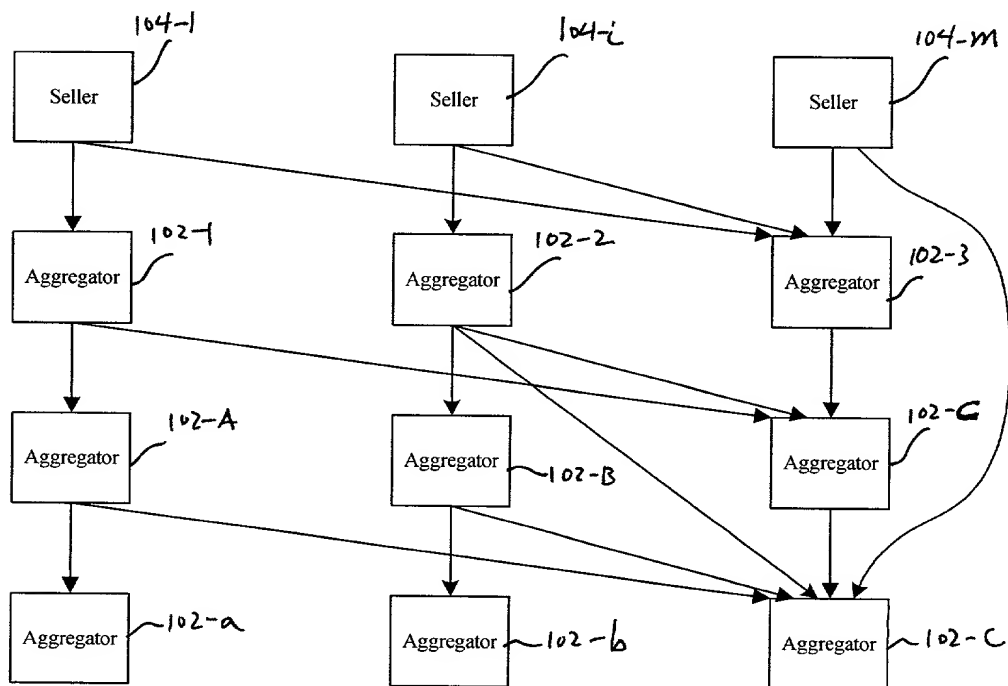 104-1
104-i
104-m
Seller
Seller
Seller
102-1
102-2
102-3
Aggregator
Aggregator
Aggregator
102-A
102-B
102-C
Aggregator
Aggregator
Aggregator
102-a
102-b
102-c
Aggregator
Aggregator
Aggregator